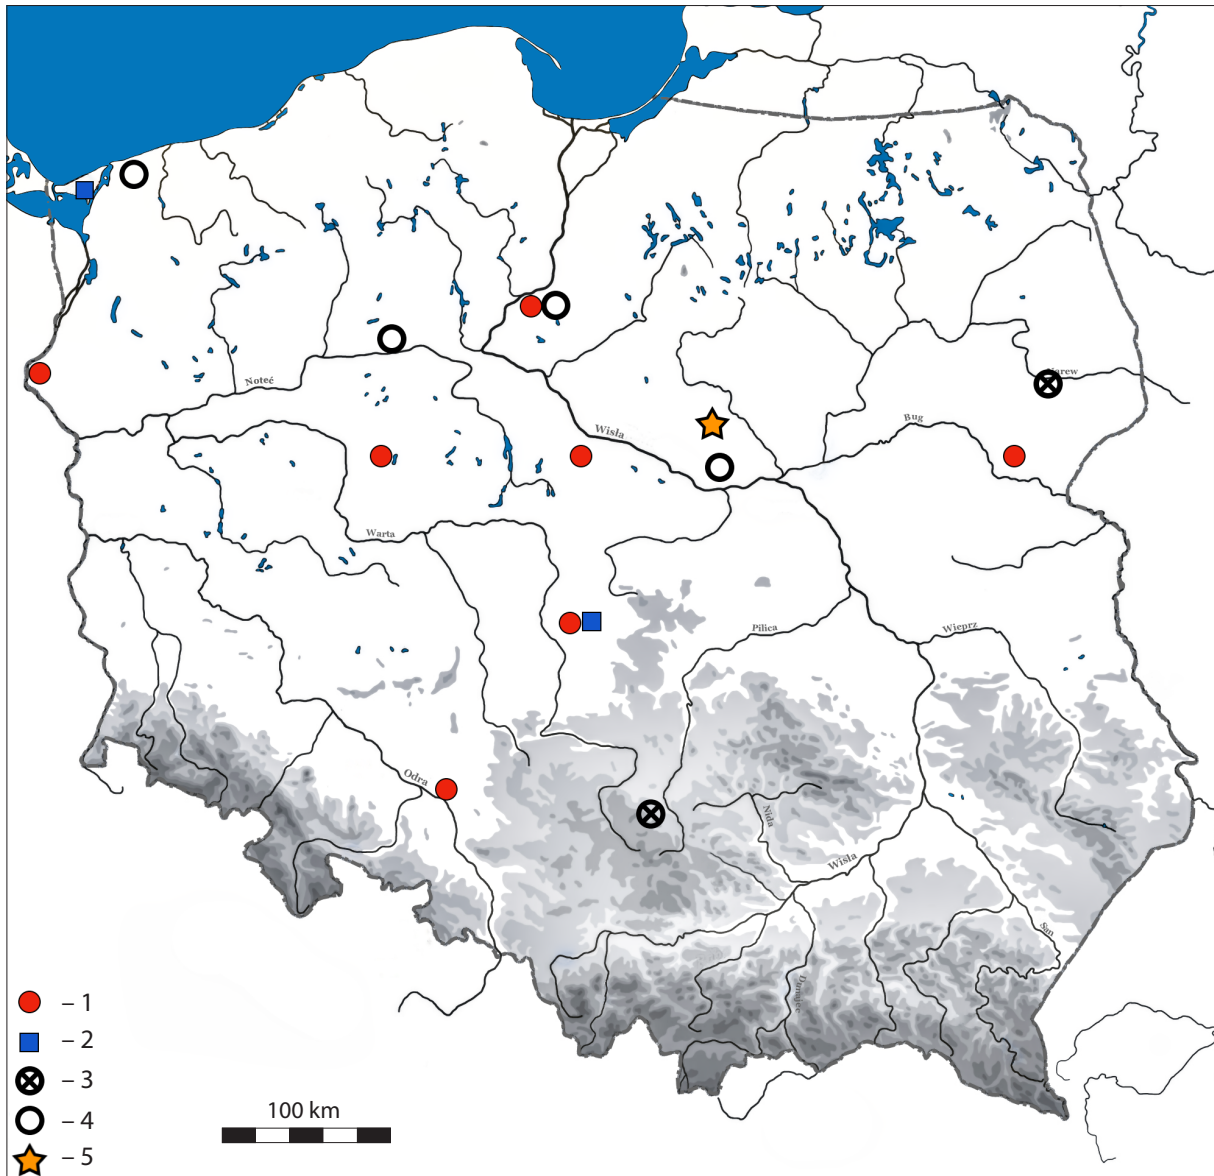 Noteć
Narew
Bug
Wisła
Warta
Pilica
Wieprz
Odra
Nida
Wisła
San
Dunajec
– 1
– 2
– 3
– 4
100 km
– 5